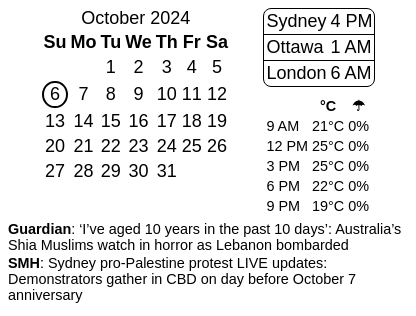 October 2024
Su Mo Tu We Th Fr Sa
1 2 3 4 5
6 7 8 9 10 11 12
13 14 15 16 17 18 19
20 21 22 23 24 25 26
27 28 29 30 31
Sydney 4 PM
Ottawa 1 AM
London 6 AM
°C ☂
9 AM 21°C 0%
12 PM 25°C 0%
3 PM 25°C 0%
6 PM 22°C 0%
9 PM 19°C 0%
Guardian: ‘I’ve aged 10 years in the past 10 days’: Australia’s
Shia Muslims watch in horror as Lebanon bombarded
SMH: Sydney pro-Palestine protest LIVE updates:
Demonstrators gather in CBD on day before October 7
anniversary